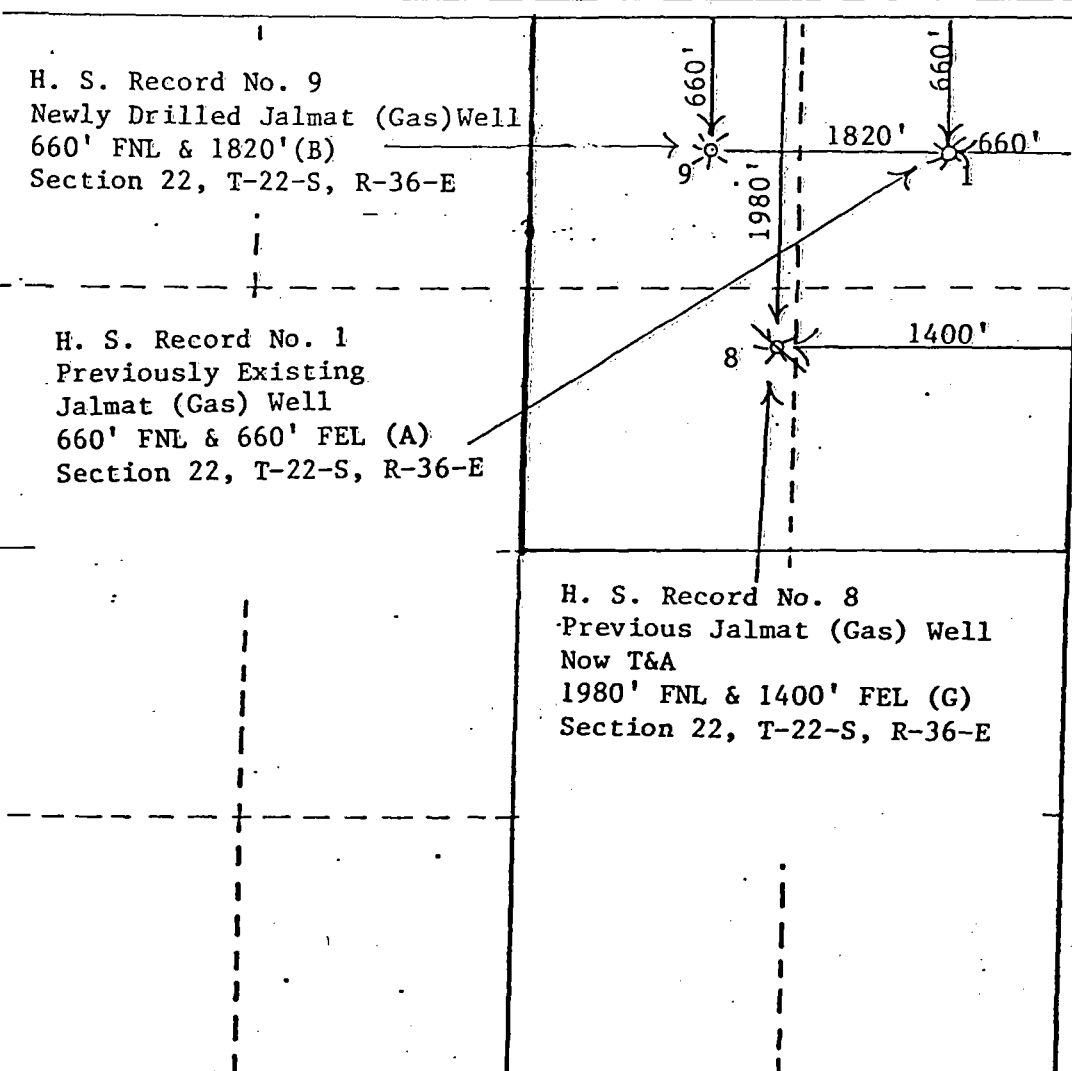 H. S. Record No. 9
Newly Drilled Jalmat (Gas) Well
660' FNL & 1820' (B)
Section 22, T-22-S, R-36-E
660'
660'
1820'
660'
9
1
1980'
H. S. Record No. 1
Previously Existing
Jalmat (Gas) Well
660' FNL & 660' FEL (A)
Section 22, T-22-S, R-36-E
8
1400'
H. S. Record No. 8
Previous Jalmat (Gas) Well
Now T&A
1980' FNL & 1400' FEL (G)
Section 22, T-22-S, R-36-E